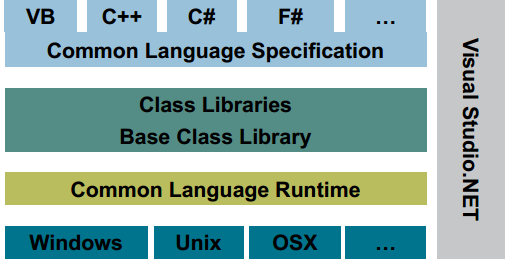 VB C++ C# F# ...
Common Language Specification
Class Libraries
Base Class Library
Common Language Runtime
Windows Unix OSX ...
Visual Studio.NET